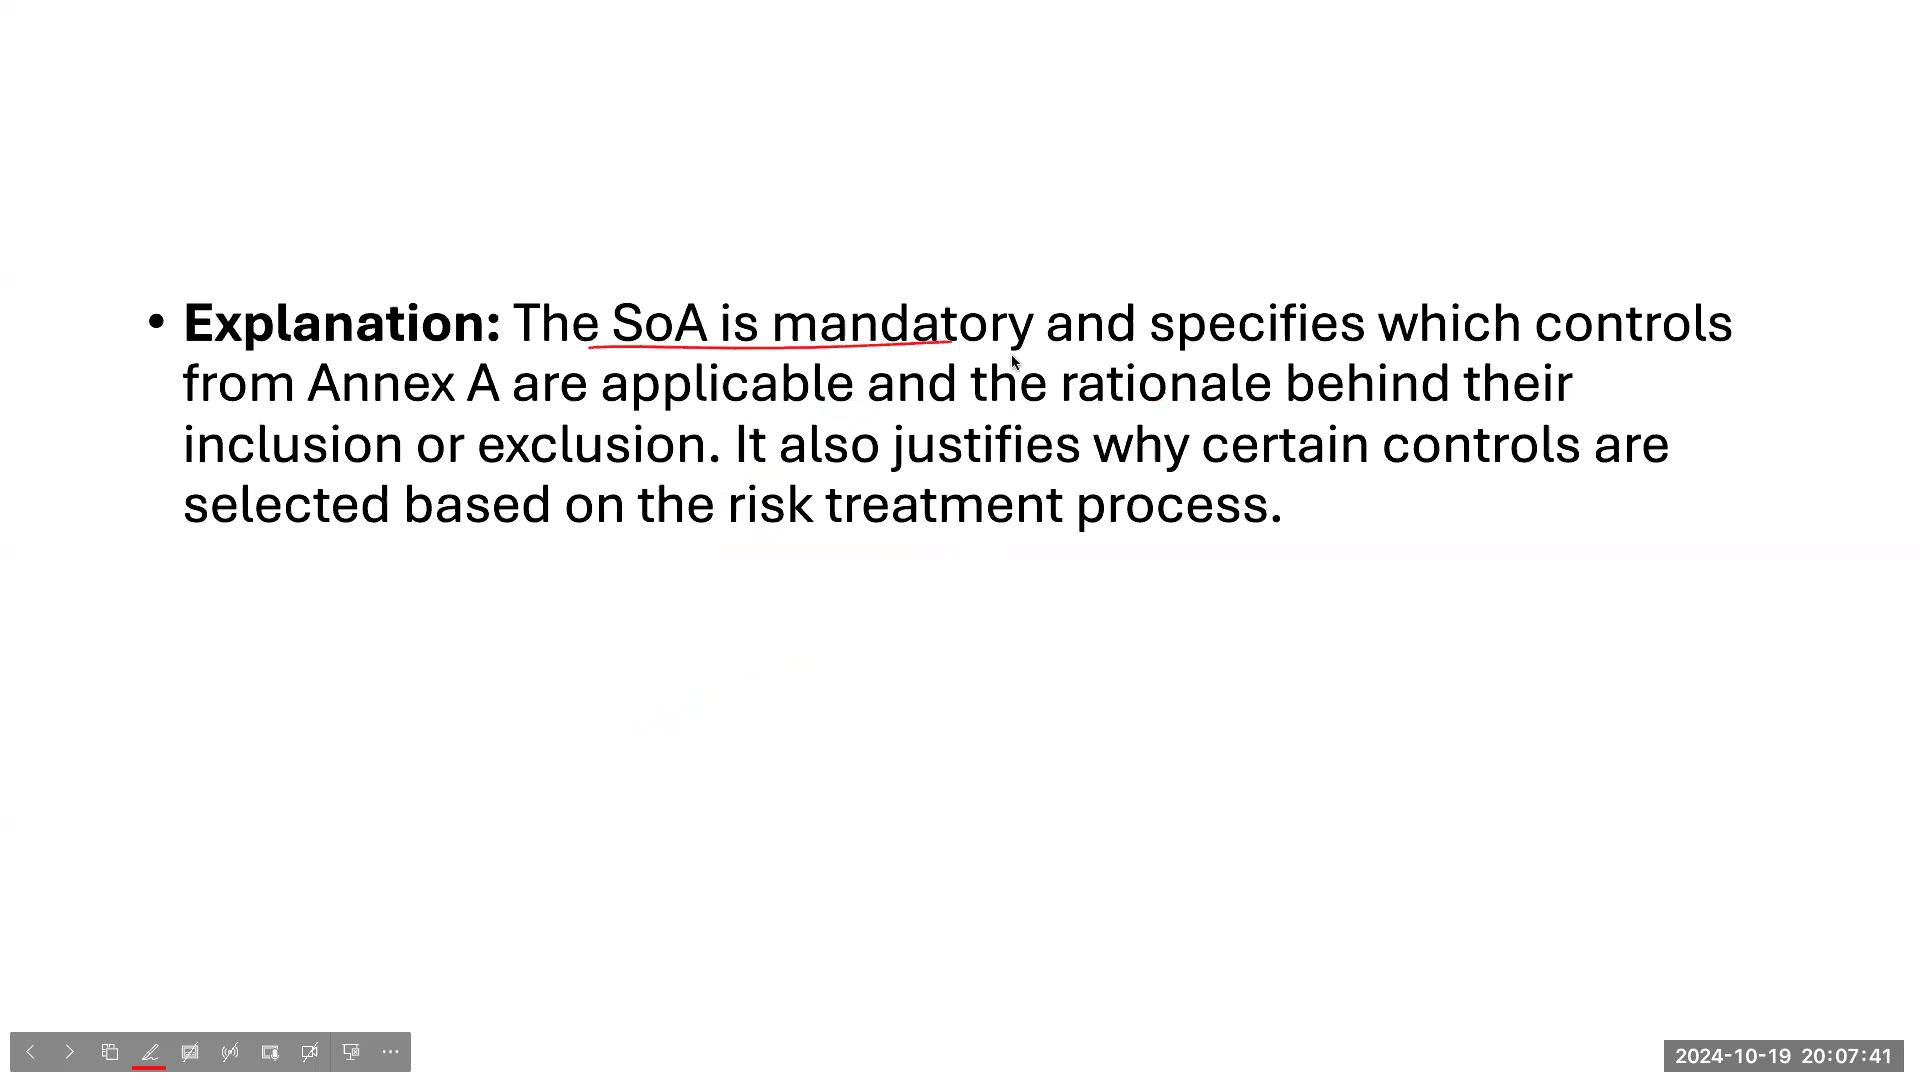 • Explanation: The SoA is mandatory and specifies which controls
from Annex A are applicable and the rationale behind their
inclusion or exclusion. It also justifies why certain controls are
selected based on the risk treatment process.
2024-10-19 20:07:41